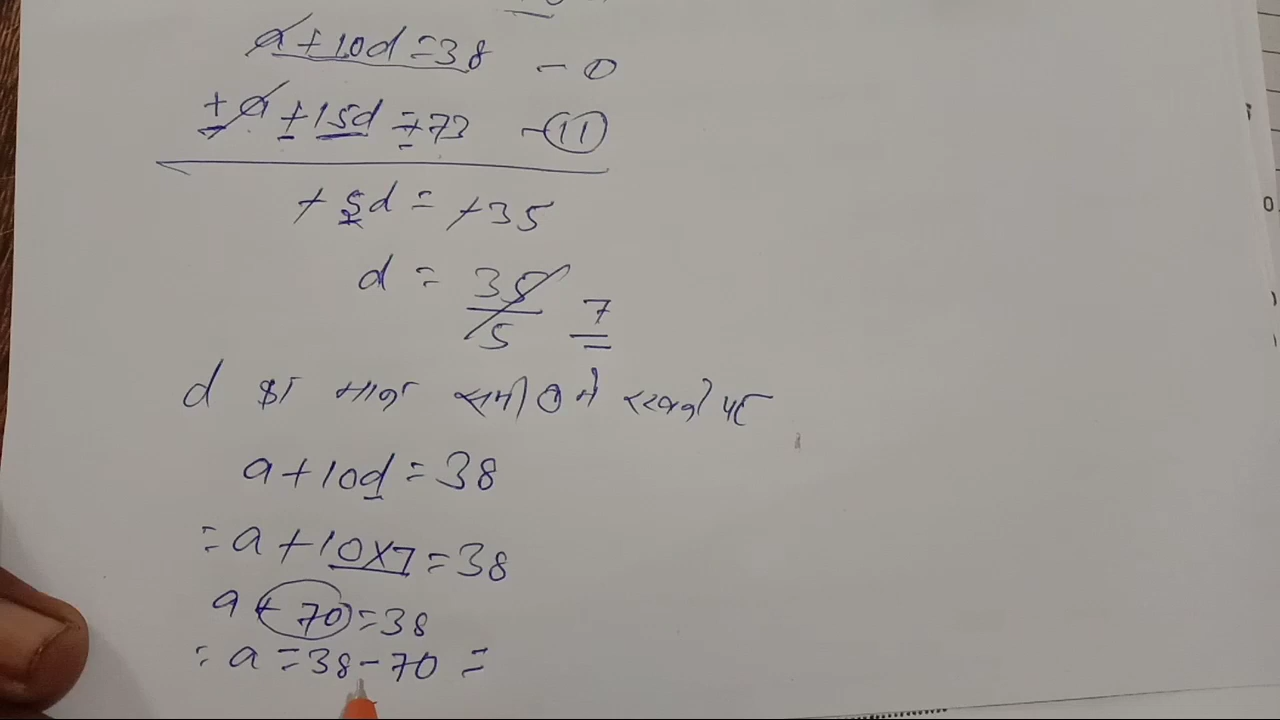 a + 10d = 38 - ①
± a ± 15d = ± 73 - ⑪
+ 5d = + 35
d = 35/5 7
d का मान समी ① मे रखने पर
a + 10d = 38
= a + 10×7 = 38
a + 70 = 38
= a = 38 - 70 =